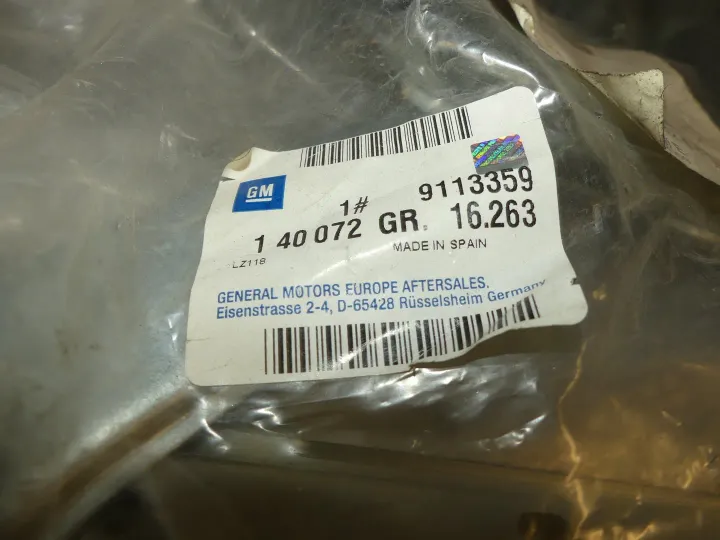 GM
1# 9113359
1 40 072 GR. 16.263
LZ118 MADE IN SPAIN
GENERAL MOTORS EUROPE AFTERSALES,
Eisenstrasse 2-4, D-65428 Rüsselsheim Germany